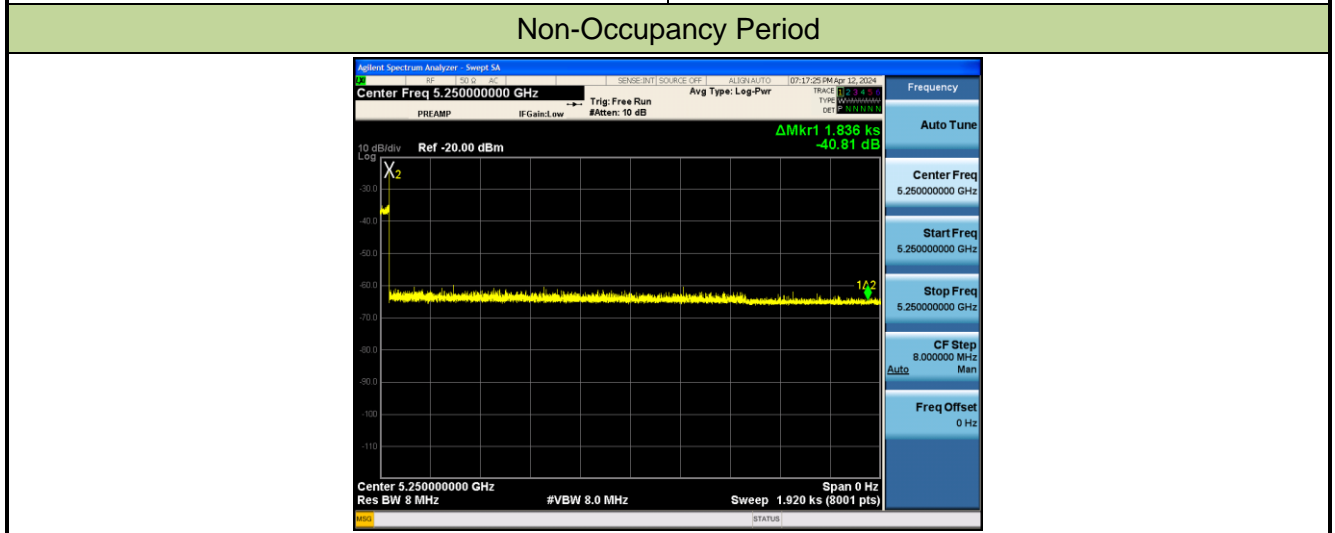 Non-Occupancy Period
Agilent Spectrum Analyzer - Swept SA
RF 50 Ω AC SENSE:INT SOURCE OFF ALIGN AUTO 07:17:25 PM Apr 12, 2024
Center Freq 5.250000000 GHz
PREAMP IFGain:Low
Trig: Free Run
#Atten: 10 dB
Avg Type: Log-Pwr
TRACE 1 2 3 4 5 6
TYPE
DET P N N N N N
ΔMkr1 1.836 ks
-40.81 dB
10 dB/div Ref -20.00 dBm
Log
X2
-30.0
-40.0
-50.0
-60.0
1Δ2
-70.0
-80.0
-90.0
-100
-110
Center 5.250000000 GHz Span 0 Hz
Res BW 8 MHz #VBW 8.0 MHz Sweep 1.920 ks (8001 pts)
MSG STATUS
Frequency
Auto Tune
Center Freq
5.250000000 GHz
Start Freq
5.250000000 GHz
Stop Freq
5.250000000 GHz
CF Step
8.000000 MHz
Auto Man
Freq Offset
0 Hz